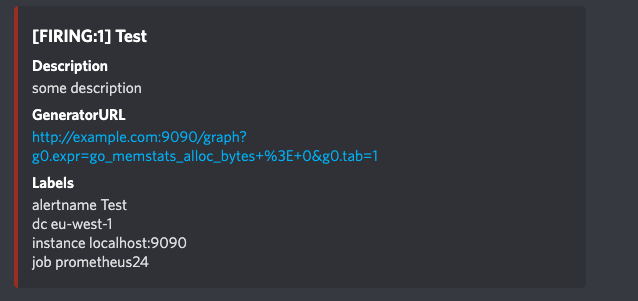 [FIRING:1] Test
Description
some description
GeneratorURL
http://example.com:9090/graph?
g0.expr=go_memstats_alloc_bytes+%3E+0&g0.tab=1
Labels
alertname Test
dc eu-west-1
instance localhost:9090
job prometheus24